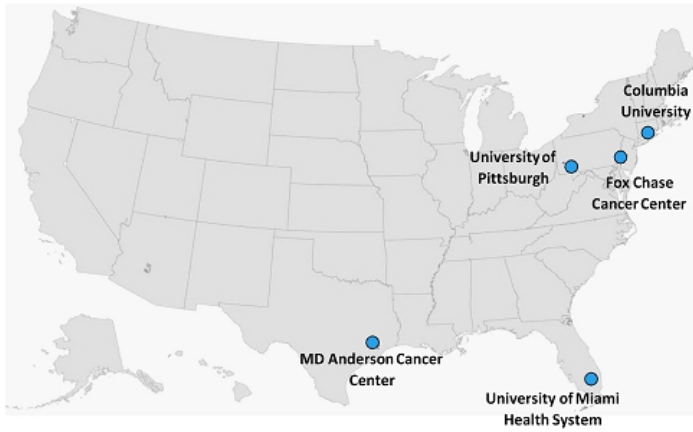 Columbia
University
University of
Pittsburgh
Fox Chase
Cancer Center
MD Anderson Cancer
Center
University of Miami
Health System